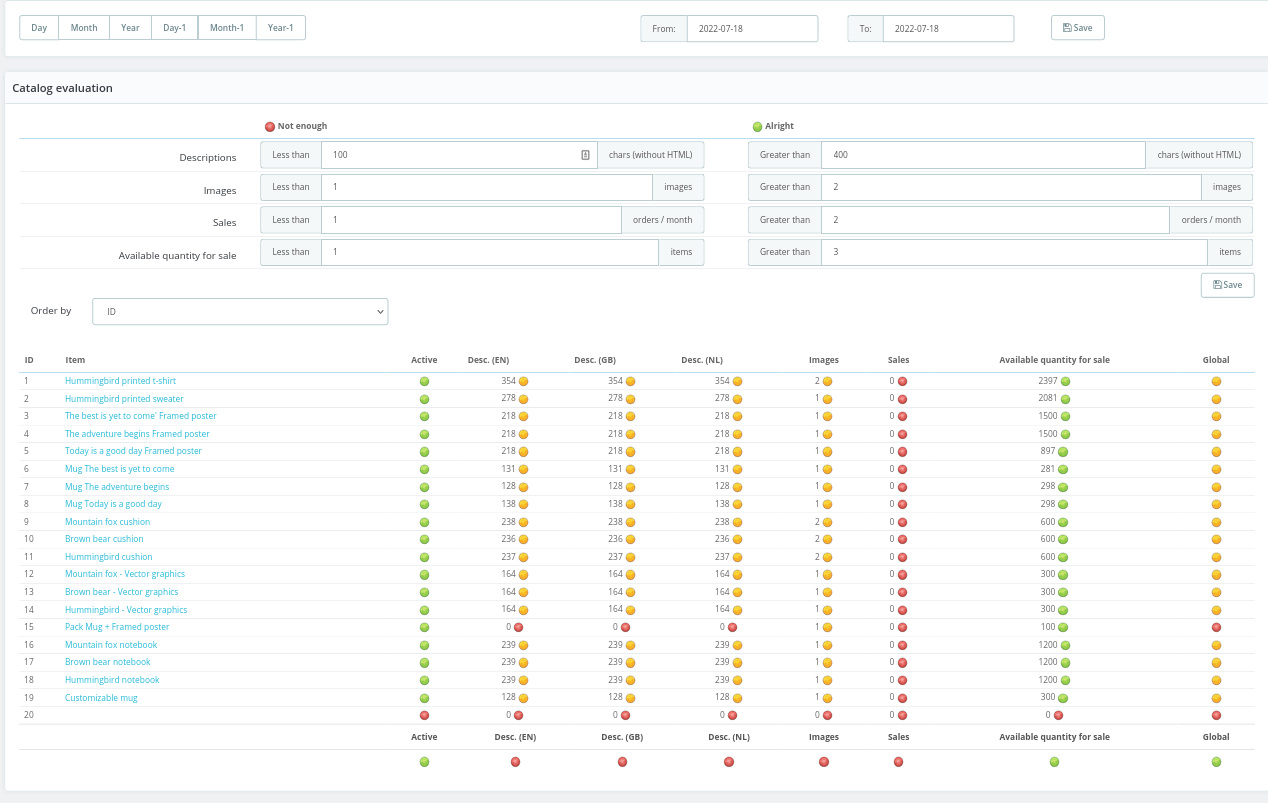 Day Month Year Day-1 Month-1 Year-1 From: 2022-07-18 To: 2022-07-18 Save
Catalog evaluation
Not enough Alright
Descriptions Less than 100 chars (without HTML) Greater than 400 chars (without HTML)
Images Less than 1 images Greater than 2 images
Sales Less than 1 orders / month Greater than 2 orders / month
Available quantity for sale Less than 1 items Greater than 3 items
Save
Order by ID
ID Item Active Desc. (EN) Desc. (GB) Desc. (NL) Images Sales Available quantity for sale Global
1 Hummingbird printed t-shirt 354 354 354 2 0 2397
2 Hummingbird printed sweater 278 278 278 1 0 2081
3 The best is yet to come' Framed poster 218 218 218 1 0 1500
4 The adventure begins Framed poster 218 218 218 1 0 1500
5 Today is a good day Framed poster 218 218 218 1 0 897
6 Mug The best is yet to come 131 131 131 1 0 281
7 Mug The adventure begins 128 128 128 1 0 298
8 Mug Today is a good day 138 138 138 1 0 298
9 Mountain fox cushion 238 238 238 2 0 600
10 Brown bear cushion 236 236 236 2 0 600
11 Hummingbird cushion 237 237 237 2 0 600
12 Mountain fox - Vector graphics 164 164 164 1 0 300
13 Brown bear - Vector graphics 164 164 164 1 0 300
14 Hummingbird - Vector graphics 164 164 164 1 0 300
15 Pack Mug + Framed poster 0 0 0 1 0 100
16 Mountain fox notebook 239 239 239 1 0 1200
17 Brown bear notebook 239 239 239 1 0 1200
18 Hummingbird notebook 239 239 239 1 0 1200
19 Customizable mug 128 128 128 1 0 300
20 0 0 0 0 0 0
Active Desc. (EN) Desc. (GB) Desc. (NL) Images Sales Available quantity for sale Global